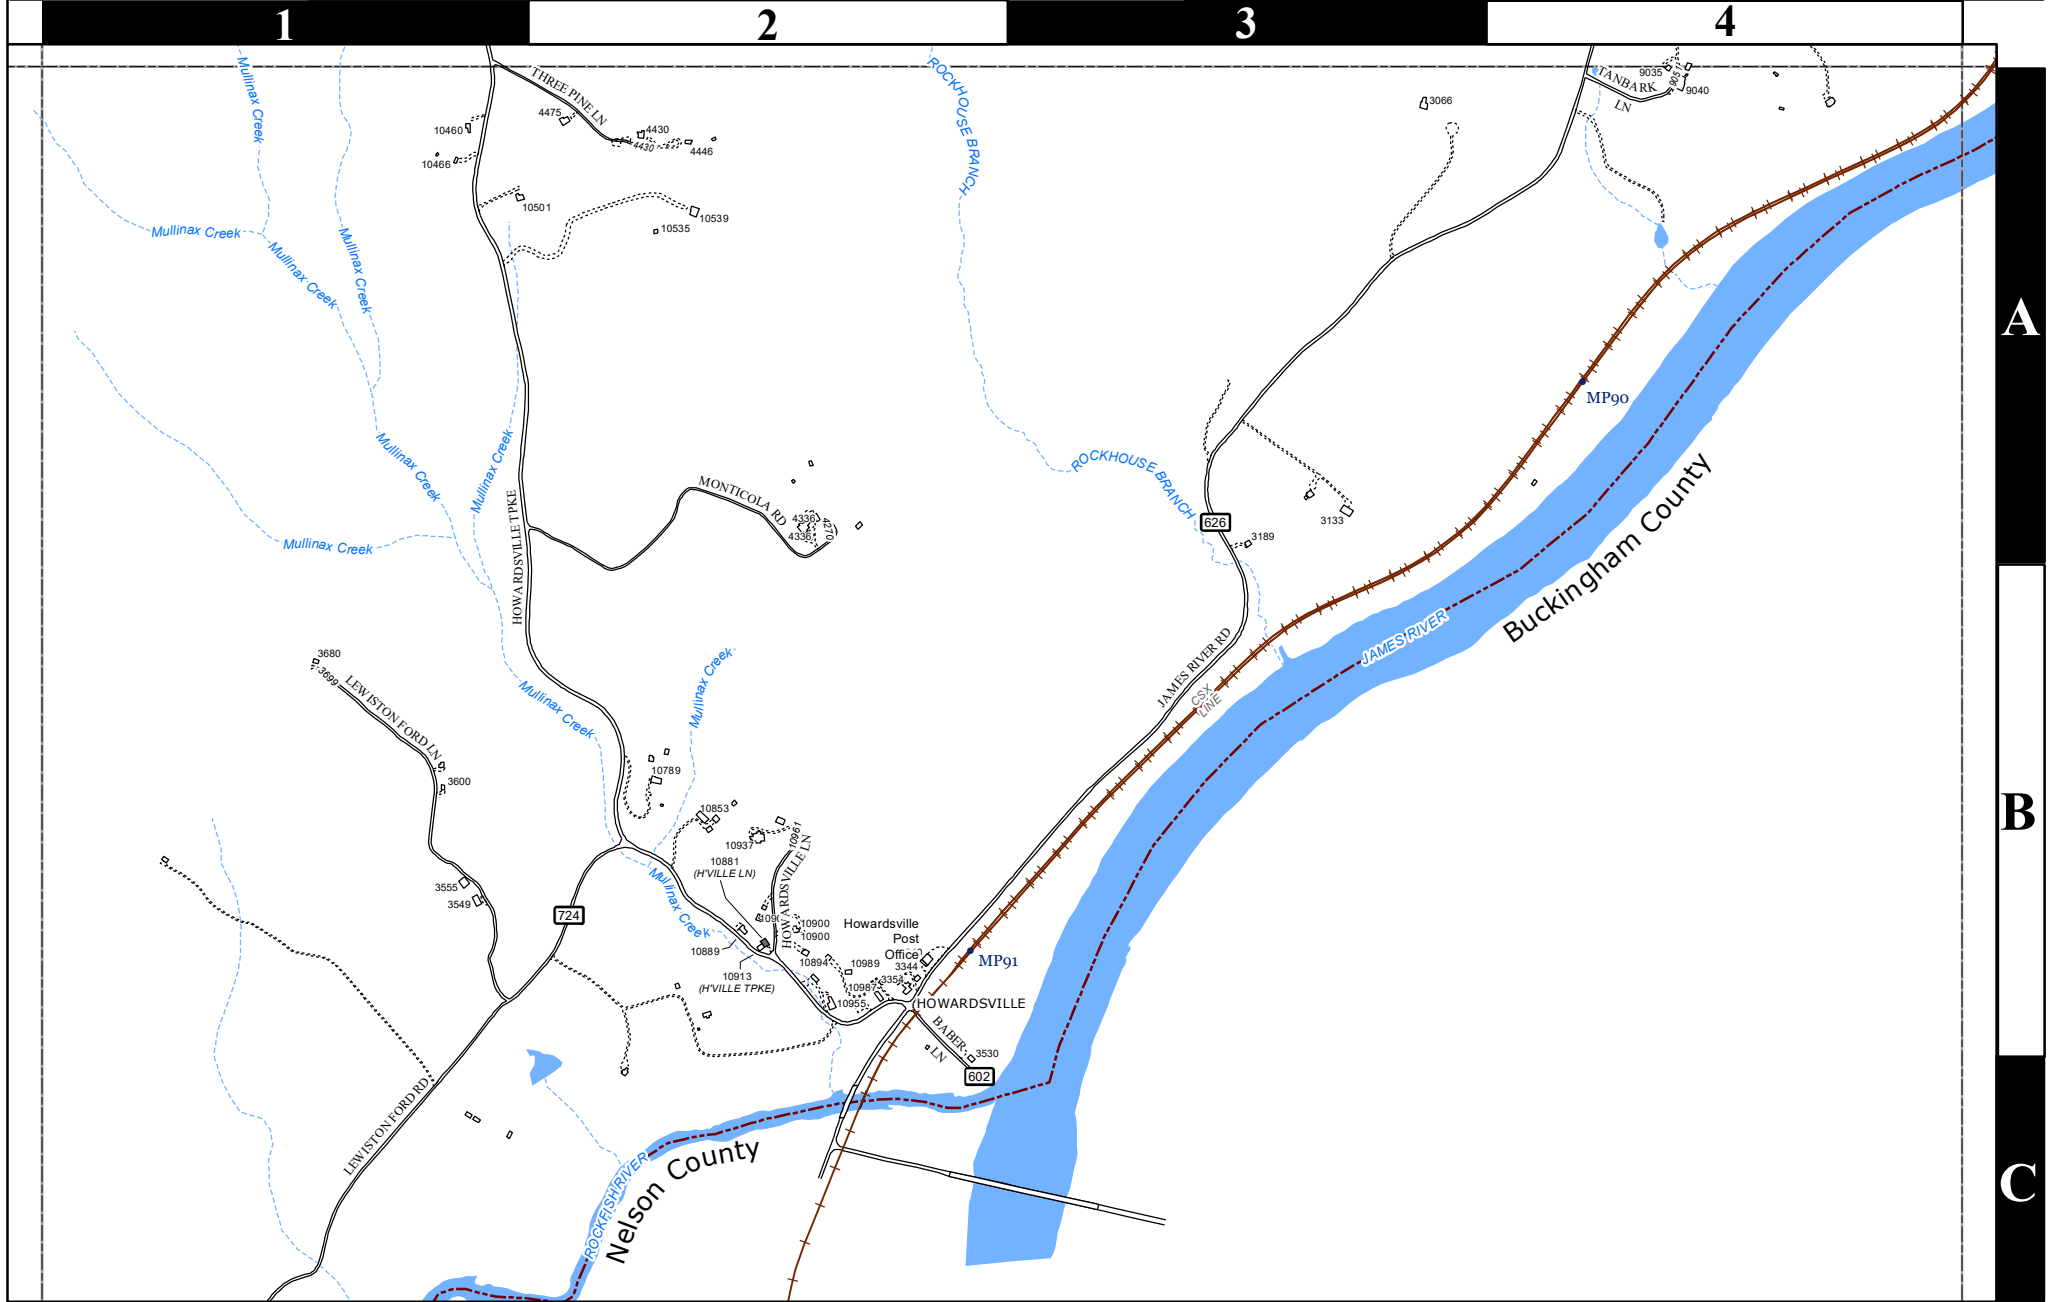 1
2
3
4
A
B
C
Mullinax Creek
Mullinax Creek
Mullinax Creek
Mullinax Creek
Mullinax Creek
Mullinax Creek
Mullinax Creek
Mullinax Creek
Mullinax Creek
Mullinax Creek
ROCKHOUSE BRANCH
ROCKHOUSE BRANCH
THREE PINE LN
4475
4430
4430
4446
10460
10466
10501
10539
10535
3066
TANBARK
LN
9035
9051
9040
MP90
HOWARDSVILLE TPKE
MONTICOLA RD
4336
4336
4270
626
3133
3189
Buckingham County
JAMES RIVER
JAMES RIVER RD
CSX
LINE
3680
3699
LEWISTON FORD LN
3600
3555
3549
724
10789
10853
10937
10961
10881
(H'VILLE LN)
HOWARDSVILLE LN
10900
10900
10889
10894
10913
(H'VILLE TPKE)
10989
10987
10955
Howardsville
Post
Office
3344
3354
MP91
HOWARDSVILLE
BABER
LN
3530
602
LEWISTON FORD RD
ROCKFISH RIVER
Nelson County